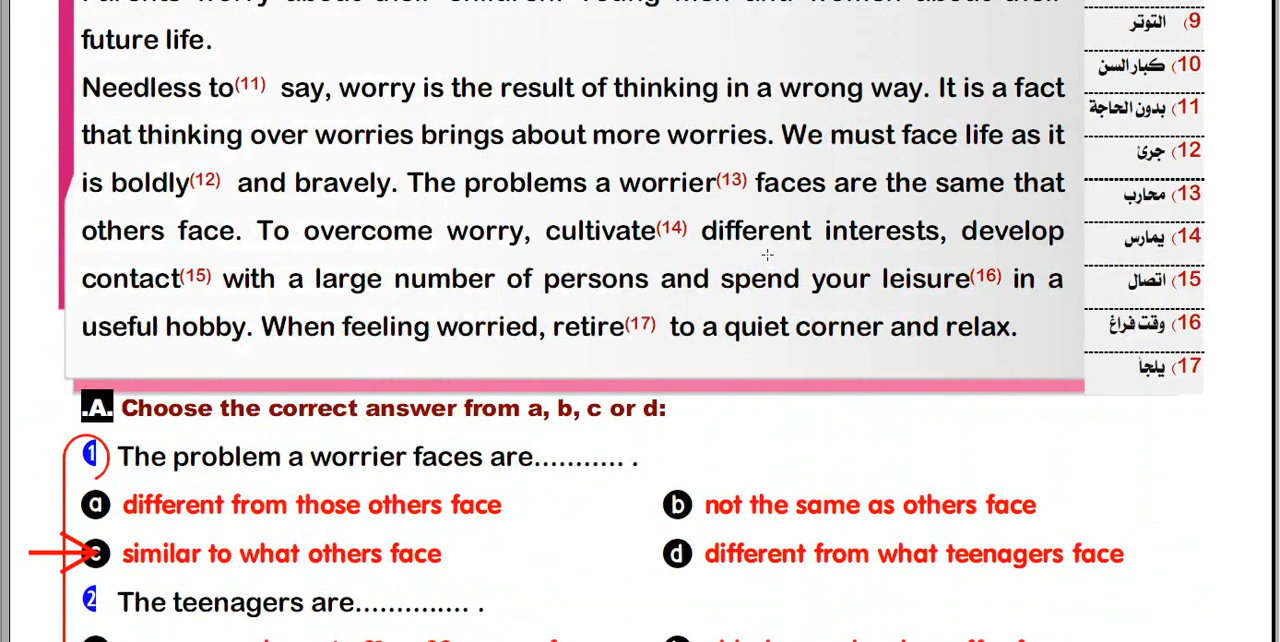 future life.
Needless to(11) say, worry is the result of thinking in a wrong way. It is a fact
that thinking over worries brings about more worries. We must face life as it
is boldly(12) and bravely. The problems a worrier(13) faces are the same that
others face. To overcome worry, cultivate(14) different interests, develop
contact(15) with a large number of persons and spend your leisure(16) in a
useful hobby. When feeling worried, retire(17) to a quiet corner and relax.
9) التوتر
10) كبار السن
11) بدون الحاجة
12) جرئ
13) محارب
14) يمارس
15) اتصال
16) وقت فراغ
17) يلجأ
.A. Choose the correct answer from a, b, c or d:
1 The problem a worrier faces are............ .
a different from those others face
b not the same as others face
c similar to what others face
d different from what teenagers face
2 The teenagers are.............. .